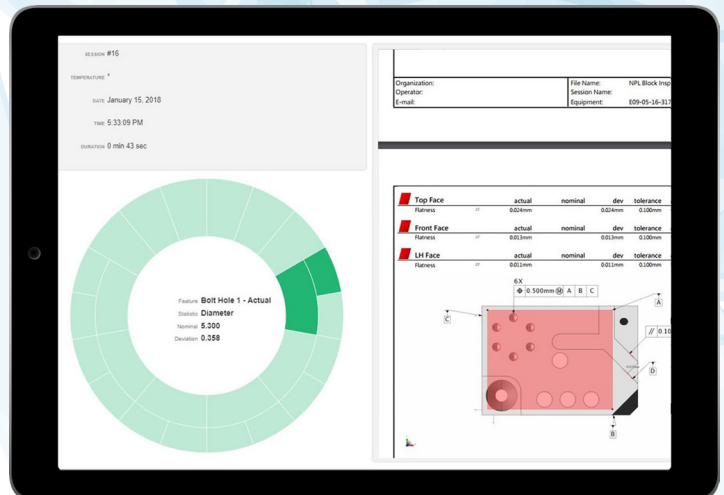 SESSION #16
TEMPERATURE °
DATE January 15, 2018
TIME 5:33:09 PM
DURATION 0 min 43 sec
Feature Bolt Hole 1 - Actual
Statistic Diameter
Nominal 5.300
Deviation 0.358
Organization: File Name: NPL Block Insp
Operator: Session Name:
E-mail: Equipment: E09-05-16-317
Top Face actual nominal dev tolerance
Flatness 0.024mm 0.024mm 0.100mm
Front Face actual nominal dev tolerance
Flatness 0.013mm 0.013mm 0.100mm
LH Face actual nominal dev tolerance
Flatness 0.011mm 0.011mm 0.100mm
6X
⌖ 0.500mm Ⓜ A B C
A
C
// 0.10
D
B